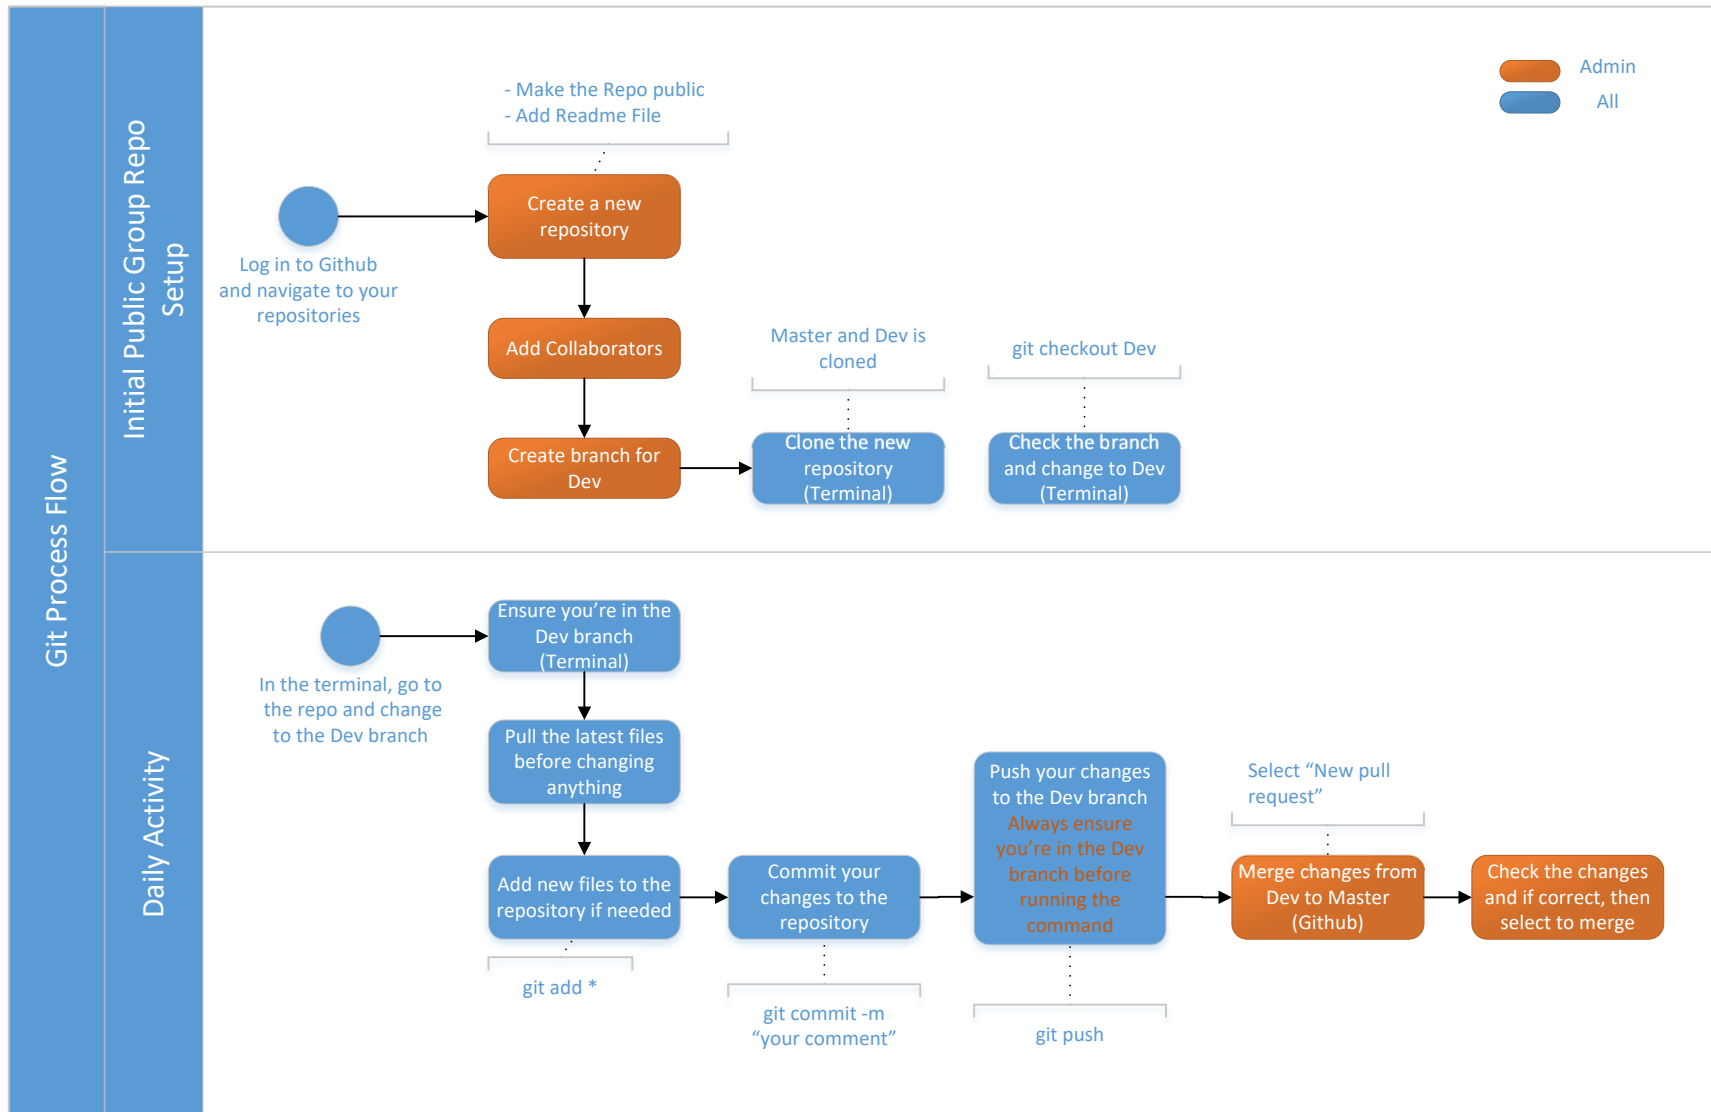 Git Process Flow
Initial Public Group Repo
Setup
Admin
All
- Make the Repo public
- Add Readme File
Create a new
repository
Log in to Github
and navigate to your
repositories
Add Collaborators
Master and Dev is
cloned
git checkout Dev
Create branch for
Dev
Clone the new
repository
(Terminal)
Check the branch
and change to Dev
(Terminal)
Daily Activity
Ensure you’re in the
Dev branch
(Terminal)
In the terminal, go to
the repo and change
to the Dev branch
Pull the latest files
before changing
anything
Add new files to the
repository if needed
git add *
Commit your
changes to the
repository
git commit -m
“your comment”
Push your changes
to the Dev branch
Always ensure
you’re in the Dev
branch before
running the
command
git push
Select “New pull
request”
Merge changes from
Dev to Master
(Github)
Check the changes
and if correct, then
select to merge